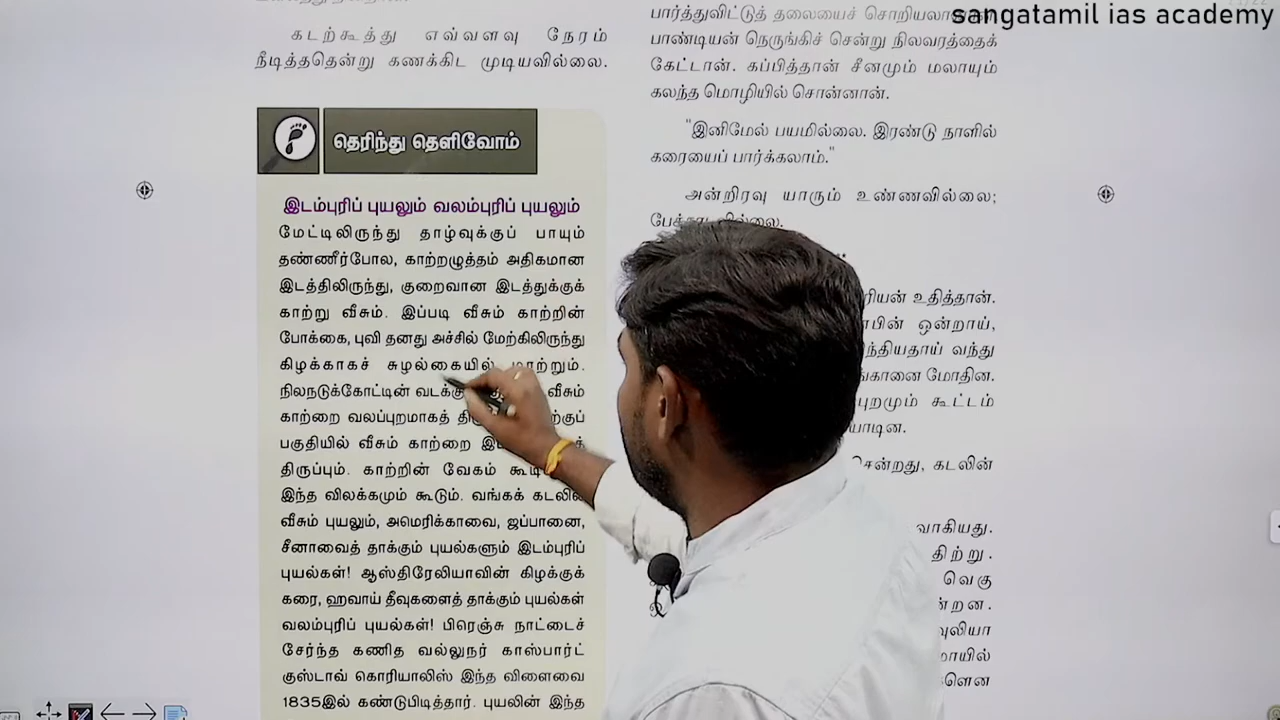 sangatamil ias academy
கடற்கூத்து எவ்வளவு நேரம்
நீடித்ததென்று கணக்கிட முடியவில்லை.
தெரிந்து தெளிவோம்
இடம்புரிப் புயலும் வலம்புரிப் புயலும்
மேட்டிலிருந்து தாழ்வுக்குப் பாயும்
தண்ணீர்போல, காற்றழுத்தம் அதிகமான
இடத்திலிருந்து, குறைவான இடத்துக்குக்
காற்று வீசும். இப்படி வீசும் காற்றின்
போக்கை, புவி தனது அச்சில் மேற்கிலிருந்து
கிழக்காகச் சுழல்கையில் மாற்றும்.
நிலநடுக்கோட்டின் வீசும்
காற்றை வலப்புறமாகத்
பகுதியில் வீசும் காற்றை
திருப்பும். காற்றின் வேகம்
இந்த விலக்கமும் கூடும். வங்கக் கடலில்
வீசும் புயலும், அமெரிக்காவை, ஜப்பானை,
சீனாவைத் தாக்கும் புயல்களும் இடம்புரிப்
புயல்கள்! ஆஸ்திரேலியாவின் கிழக்குக்
கரை, ஹவாய் தீவுகளைத் தாக்கும் புயல்கள்
வலம்புரிப் புயல்கள்! பிரெஞ்சு நாட்டைச்
சேர்ந்த கணித வல்லுநர் காஸ்பார்ட்
குஸ்டாவ் கொரியாலிஸ் இந்த விளைவை
1835இல் கண்டுபிடித்தார். புயலின் இந்த
பார்த்துவிட்டுத் தலையைச்
பாண்டியன் நெருங்கிச் சென்று நிலவரத்தைக்
கேட்டான். கப்பித்தான் சீனமும் மலாயும்
கலந்த மொழியில் சொன்னான்.
"இனிமேல் பயமில்லை. இரண்டு நாளில்
கரையைப் பார்க்கலாம்."
அன்றிரவு யாரும் உண்ணவில்லை;
உதித்தான்.
ஒன்றாய்,
வந்து
மோதின.
கூட்டம்
சென்றது, கடலின்
வெகு